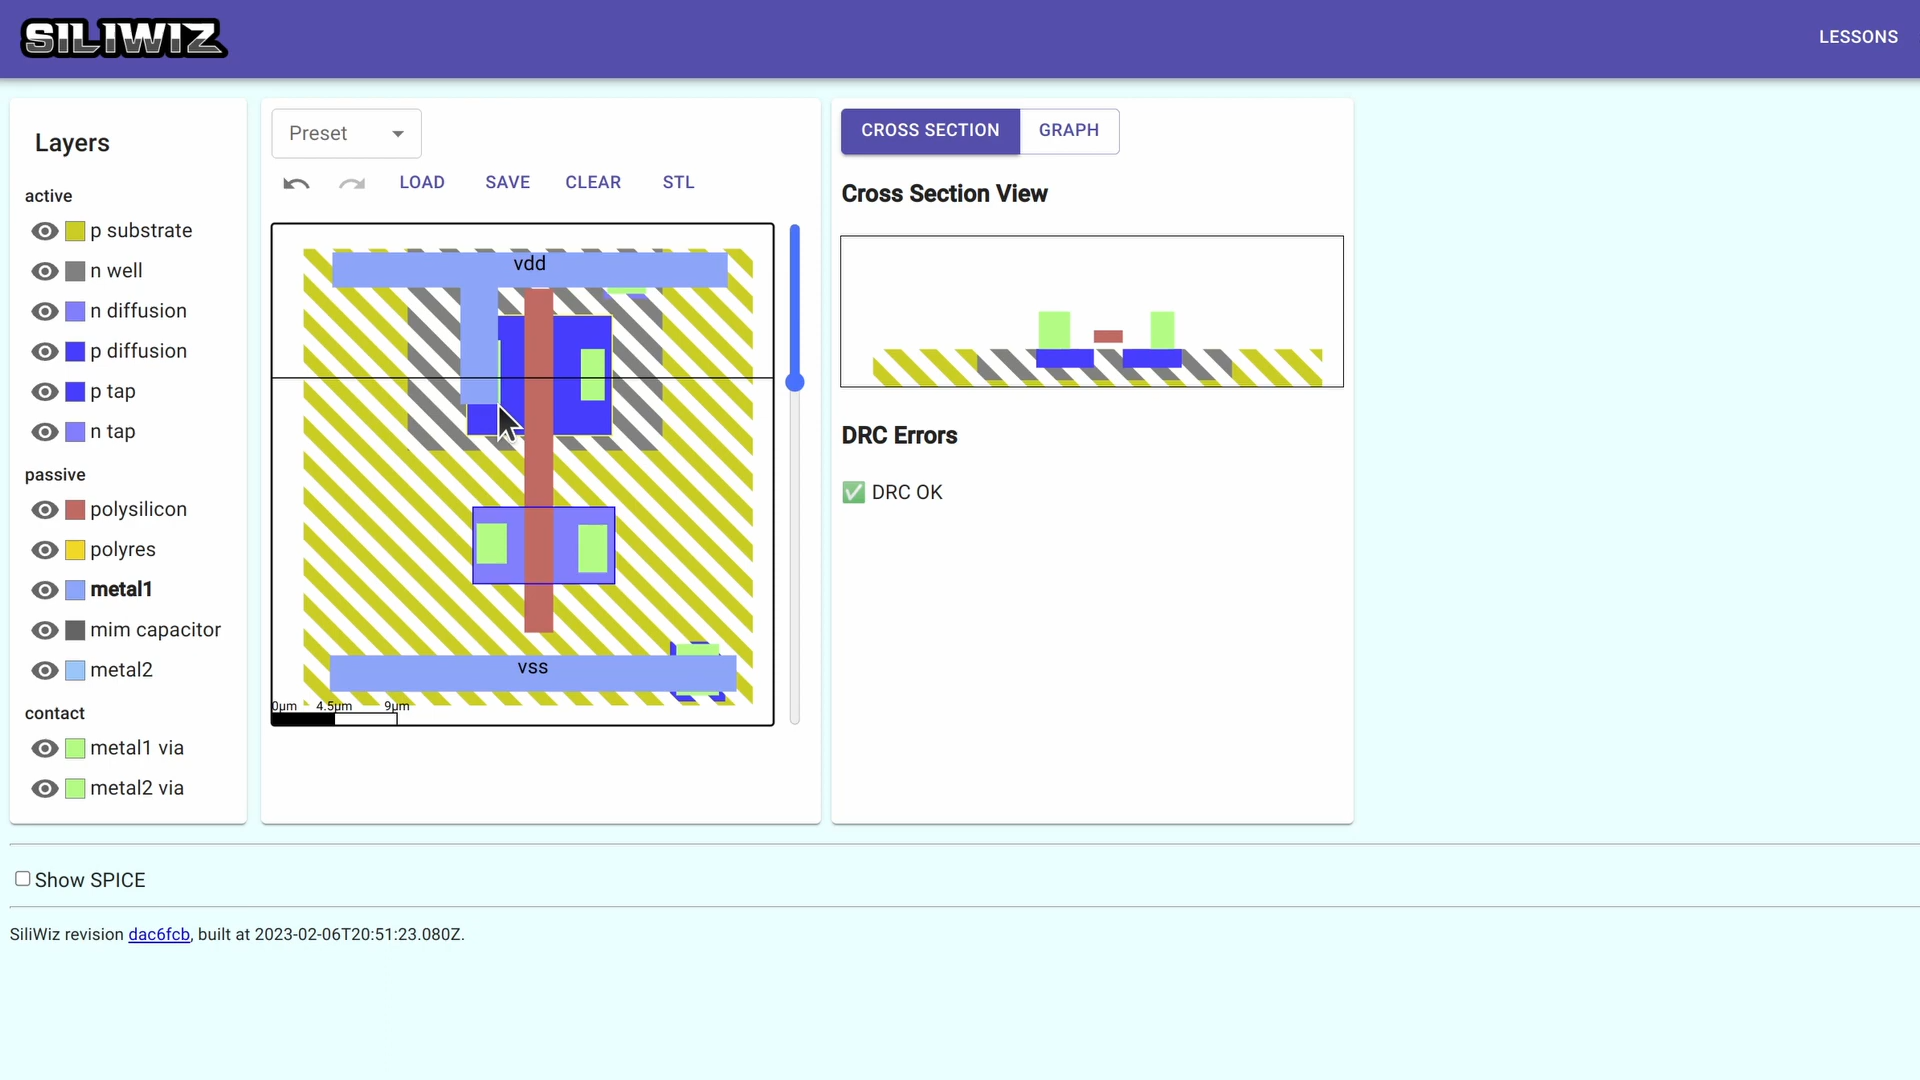 SILIWIZ
LESSONS
Layers
active
p substrate
n well
n diffusion
p diffusion
p tap
n tap
passive
polysilicon
polyres
metal1
mim capacitor
metal2
contact
metal1 via
metal2 via
Preset
LOAD SAVE CLEAR STL
vdd
vss
0µm 4.5µm 9µm
CROSS SECTION GRAPH
Cross Section View
DRC Errors
✅ DRC OK
Show SPICE
SiliWiz revision dac6fcb, built at 2023-02-06T20:51:23.080Z.